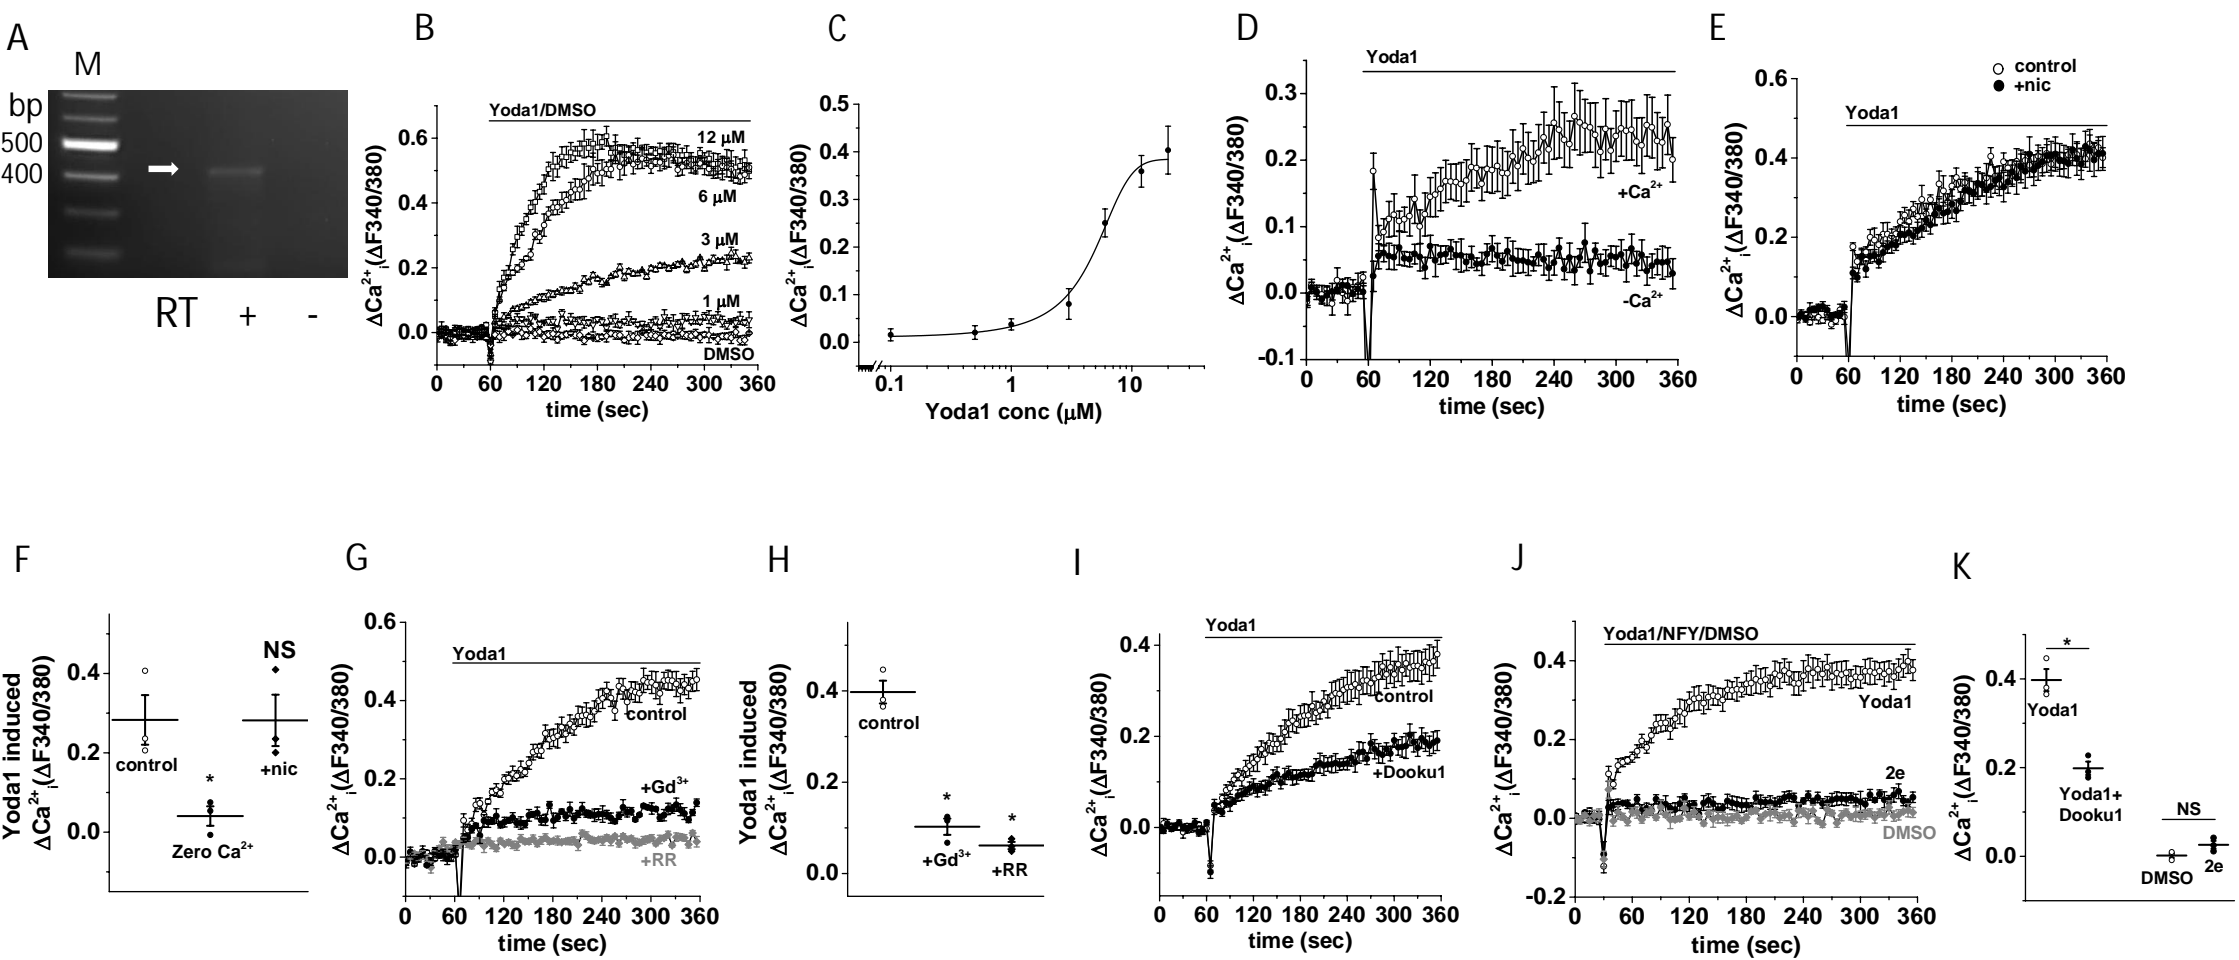 A
M
bp
500
400
RT + -
B
Yoda1/DMSO
12 μM
6 μM
3 μM
1 μM
DMSO
ΔCa²⁺ᵢ(ΔF340/380)
0.6
0.4
0.2
0.0
0 60 120 180 240 300 360
time (sec)
C
ΔCa²⁺ᵢ(ΔF340/380)
0.5
0.4
0.3
0.2
0.1
0.0
0.1 1 10
Yoda1 conc (μM)
D
Yoda1
ΔCa²⁺ᵢ(ΔF340/380)
0.3
0.2
0.1
0.0
-0.1
+Ca²⁺
-Ca²⁺
0 60 120 180 240 300 360
time (sec)
E
control
+nic
Yoda1
ΔCa²⁺ᵢ(ΔF340/380)
0.6
0.4
0.2
0.0
0 60 120 180 240 300 360
time (sec)
F
Yoda1 induced
ΔCa²⁺ᵢ(ΔF340/380)
0.4
0.2
0.0
NS
control
*
+nic
Zero Ca²⁺
G
Yoda1
ΔCa²⁺ᵢ(ΔF340/380)
0.6
0.4
0.2
0.0
control
+Gd³⁺
+RR
0 60 120 180 240 300 360
time (sec)
H
Yoda1 induced
ΔCa²⁺ᵢ(ΔF340/380)
0.4
0.2
0.0
control
*
*
+Gd³⁺
+RR
I
Yoda1
ΔCa²⁺ᵢ(ΔF340/380)
0.4
0.2
0.0
control
+Dooku1
0 60 120 180 240 300 360
time (sec)
J
Yoda1/NFY/DMSO
ΔCa²⁺ᵢ(ΔF340/380)
0.4
0.2
0.0
-0.2
Yoda1
2e
DMSO
0 60 120 180 240 300 360
time (sec)
K
ΔCa²⁺ᵢ(ΔF340/380)
0.4
0.2
0.0
*
Yoda1
Yoda1+
Dooku1
NS
DMSO
2e